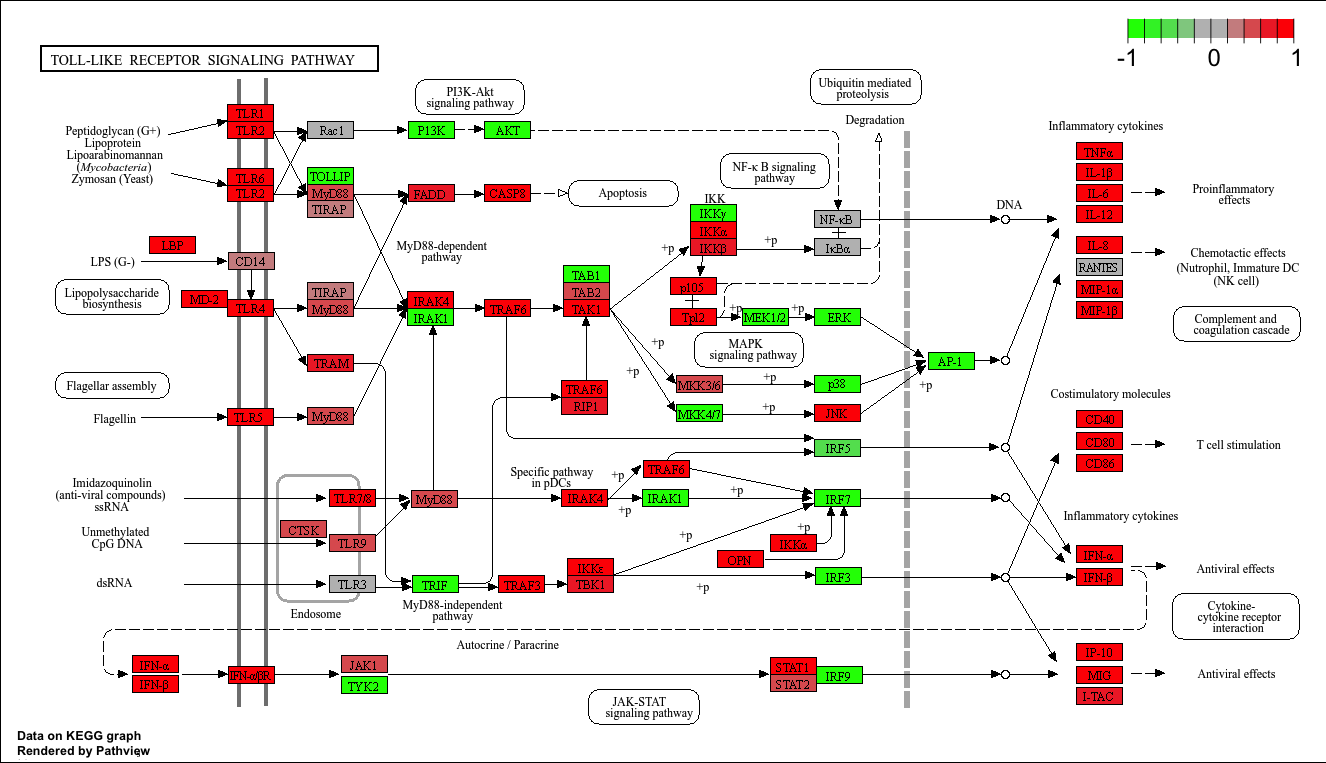 -1 0 1
TOLL-LIKE RECEPTOR SIGNALING PATHWAY
PI3K-Akt
signaling pathway
Ubiquitin mediated
proteolysis
Degradation
Peptidoglycan (G+)
Lipoprotein
Lipoarabinomannan
(Mycobacteria)
Zymosan (Yeast)
TLR1
TLR2
TLR6
TLR2
Rac1
PI3K
AKT
TOLLIP
MyD88
TIRAP
FADD
CASP8
Apoptosis
NF-κ B signaling
pathway
Inflammatory cytokines
TNFα
IL-1β
IL-6
IL-12
Proinflammatory
effects
IL-8
RANTES
MIP-1α
MIP-1β
Chemotactic effects
(Nutrophil, Immature DC
(NK cell)
Complement and
coagulation cascade
LBP
LPS (G-)
CD14
Lipopolysaccharide
biosynthesis
MD-2
TLR4
TIRAP
MyD88
MyD88-dependent
pathway
IRAK4
IRAK1
TRAF6
TAB1
TAB2
TAK1
IKK
IKKγ
IKKα
IKKβ
+p
+p
NF-κB
IκBα
DNA
p105
Tpl2
+p
MEK1/2
+p
ERK
MAPK
signaling pathway
AP-1
+p
TRAM
+p
+p
MKK3/6
+p
p38
MKK4/7
+p
JNK
Flagellar assembly
Flagellin
TLR5
MyD88
TRAF6
RIP1
IRF5
Costimulatory molecules
CD40
CD80
CD86
T cell stimulation
Imidazoquinolin
(anti-viral compounds)
ssRNA
TLR7/8
MyD88
Specific pathway
in pDCs
IRAK4
+p
+p
TRAF6
IRAK1
+p
IRF7
Unmethylated
CpG DNA
CTSK
TLR9
+p
+p
IKKα
OPN
Inflammatory cytokines
IFN-α
IFN-β
Antiviral effects
dsRNA
TLR3
Endosome
TRIF
MyD88-independent
pathway
TRAF3
IKKε
TBK1
+p
IRF3
Cytokine-
cytokine receptor
interaction
Autocrine / Paracrine
IFN-α
IFN-β
IFN-αβR
JAK1
TYK2
STAT1
STAT2
IRF9
JAK-STAT
signaling pathway
IP-10
MIG
I-TAC
Antiviral effects
Data on KEGG graph
Rendered by Pathview